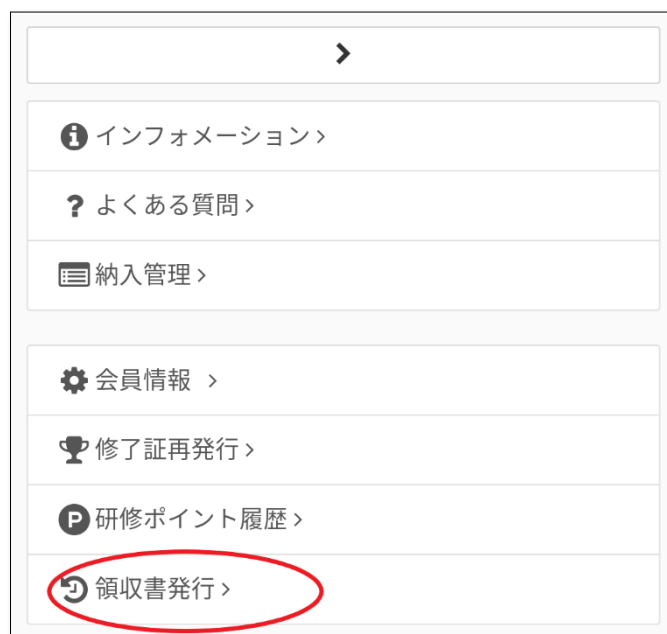 インフォメーション
よくある質問
納入管理
会員情報
修了証再発行
研修ポイント履歴
領収書発行